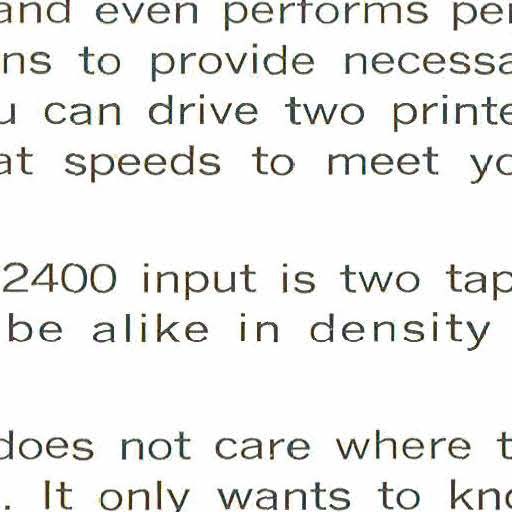 and even performs per
ns to provide necessa
u can drive two printe
at speeds to meet yo
2400 input is two tap
be alike in density
does not care where t
. It only wants to kno